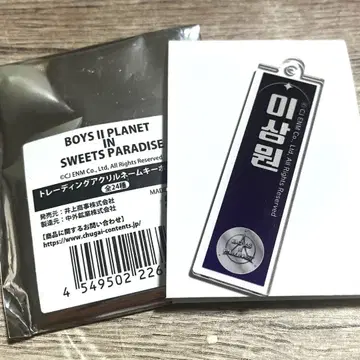 BOYS II PLANET
IN
SWEETS PARADISE
©CJ ENM Co., Ltd, All Rights Reserved
トレーディングアクリルネームキーホ
全24種
発売元：井上商事株式会社
製造元：中外鉱業株式会社
MADE
【商品に関するお問い合わせ】
https://chugai-contents.jp/
4 549502 226
이상원
©CJ ENM Co., Ltd, All Rights Reserved